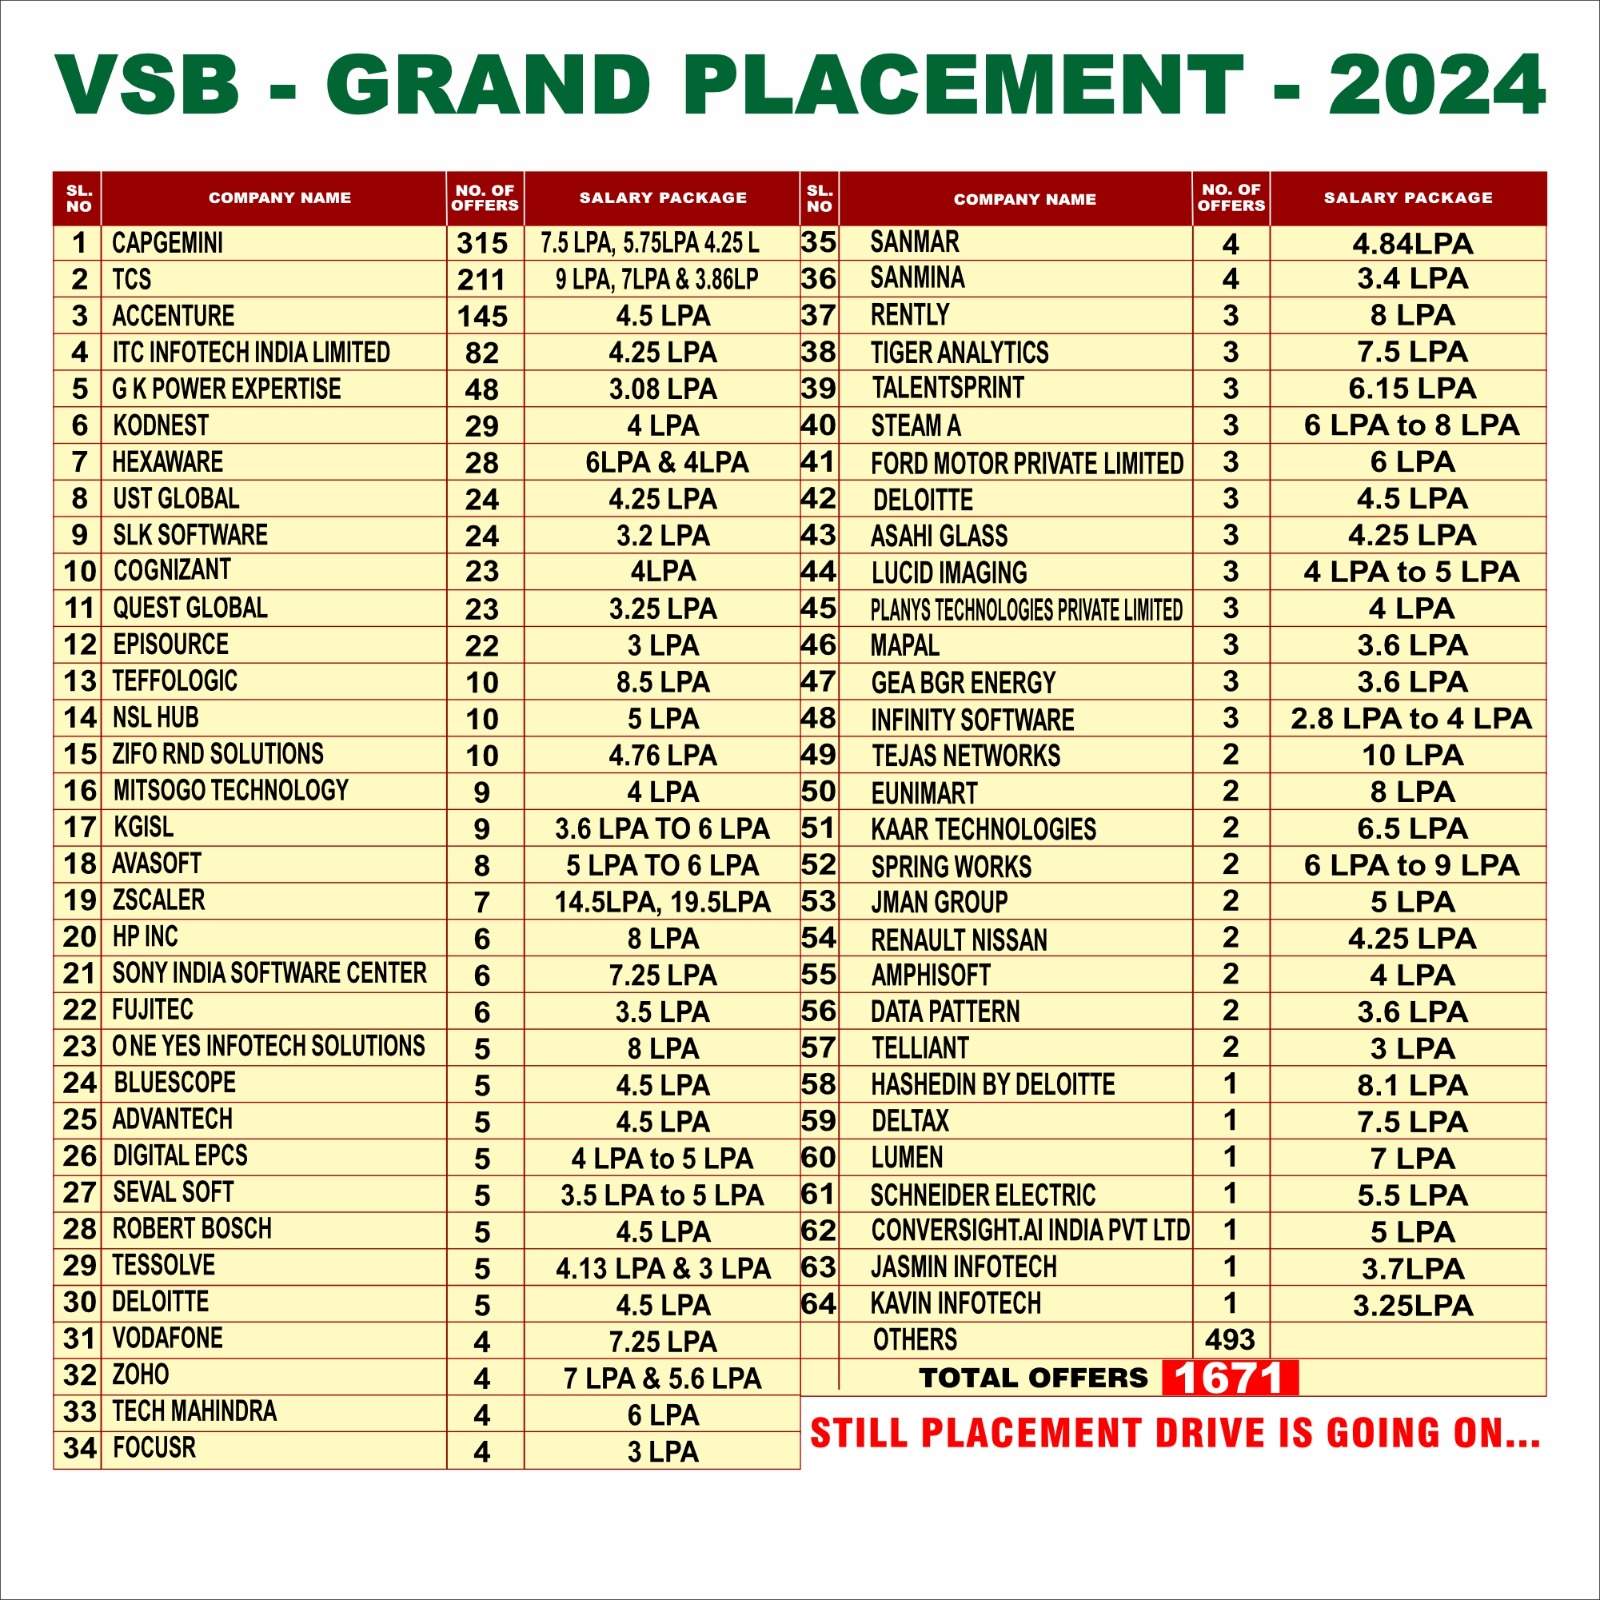 VSB - GRAND PLACEMENT - 2024
SL. NO COMPANY NAME NO. OF OFFERS SALARY PACKAGE
1 CAPGEMINI 315 7.5 LPA, 5.75LPA 4.25 L
2 TCS 211 9 LPA, 7LPA & 3.86LP
3 ACCENTURE 145 4.5 LPA
4 ITC INFOTECH INDIA LIMITED 82 4.25 LPA
5 G K POWER EXPERTISE 48 3.08 LPA
6 KODNEST 29 4 LPA
7 HEXAWARE 28 6LPA & 4LPA
8 UST GLOBAL 24 4.25 LPA
9 SLK SOFTWARE 24 3.2 LPA
10 COGNIZANT 23 4LPA
11 QUEST GLOBAL 23 3.25 LPA
12 EPISOURCE 22 3 LPA
13 TEFFOLOGIC 10 8.5 LPA
14 NSL HUB 10 5 LPA
15 ZIFO RND SOLUTIONS 10 4.76 LPA
16 MITSOGO TECHNOLOGY 9 4 LPA
17 KGISL 9 3.6 LPA TO 6 LPA
18 AVASOFT 8 5 LPA TO 6 LPA
19 ZSCALER 7 14.5LPA, 19.5LPA
20 HP INC 6 8 LPA
21 SONY INDIA SOFTWARE CENTER 6 7.25 LPA
22 FUJITEC 6 3.5 LPA
23 ONE YES INFOTECH SOLUTIONS 5 8 LPA
24 BLUESCOPE 5 4.5 LPA
25 ADVANTECH 5 4.5 LPA
26 DIGITAL EPCS 5 4 LPA to 5 LPA
27 SEVAL SOFT 5 3.5 LPA to 5 LPA
28 ROBERT BOSCH 5 4.5 LPA
29 TESSOLVE 5 4.13 LPA & 3 LPA
30 DELOITTE 5 4.5 LPA
31 VODAFONE 4 7.25 LPA
32 ZOHO 4 7 LPA & 5.6 LPA
33 TECH MAHINDRA 4 6 LPA
34 FOCUSR 4 3 LPA
SL. NO COMPANY NAME NO. OF OFFERS SALARY PACKAGE
35 SANMAR 4 4.84LPA
36 SANMINA 4 3.4 LPA
37 RENTLY 3 8 LPA
38 TIGER ANALYTICS 3 7.5 LPA
39 TALENTSPRINT 3 6.15 LPA
40 STEAM A 3 6 LPA to 8 LPA
41 FORD MOTOR PRIVATE LIMITED 3 6 LPA
42 DELOITTE 3 4.5 LPA
43 ASAHI GLASS 3 4.25 LPA
44 LUCID IMAGING 3 4 LPA to 5 LPA
45 PLANYS TECHNOLOGIES PRIVATE LIMITED 3 4 LPA
46 MAPAL 3 3.6 LPA
47 GEA BGR ENERGY 3 3.6 LPA
48 INFINITY SOFTWARE 3 2.8 LPA to 4 LPA
49 TEJAS NETWORKS 2 10 LPA
50 EUNIMART 2 8 LPA
51 KAAR TECHNOLOGIES 2 6.5 LPA
52 SPRING WORKS 2 6 LPA to 9 LPA
53 JMAN GROUP 2 5 LPA
54 RENAULT NISSAN 2 4.25 LPA
55 AMPHISOFT 2 4 LPA
56 DATA PATTERN 2 3.6 LPA
57 TELLIANT 2 3 LPA
58 HASHEDIN BY DELOITTE 1 8.1 LPA
59 DELTAX 1 7.5 LPA
60 LUMEN 1 7 LPA
61 SCHNEIDER ELECTRIC 1 5.5 LPA
62 CONVERSIGHT.AI INDIA PVT LTD 1 5 LPA
63 JASMIN INFOTECH 1 3.7LPA
64 KAVIN INFOTECH 1 3.25LPA
OTHERS 493
TOTAL OFFERS 1671
STILL PLACEMENT DRIVE IS GOING ON...